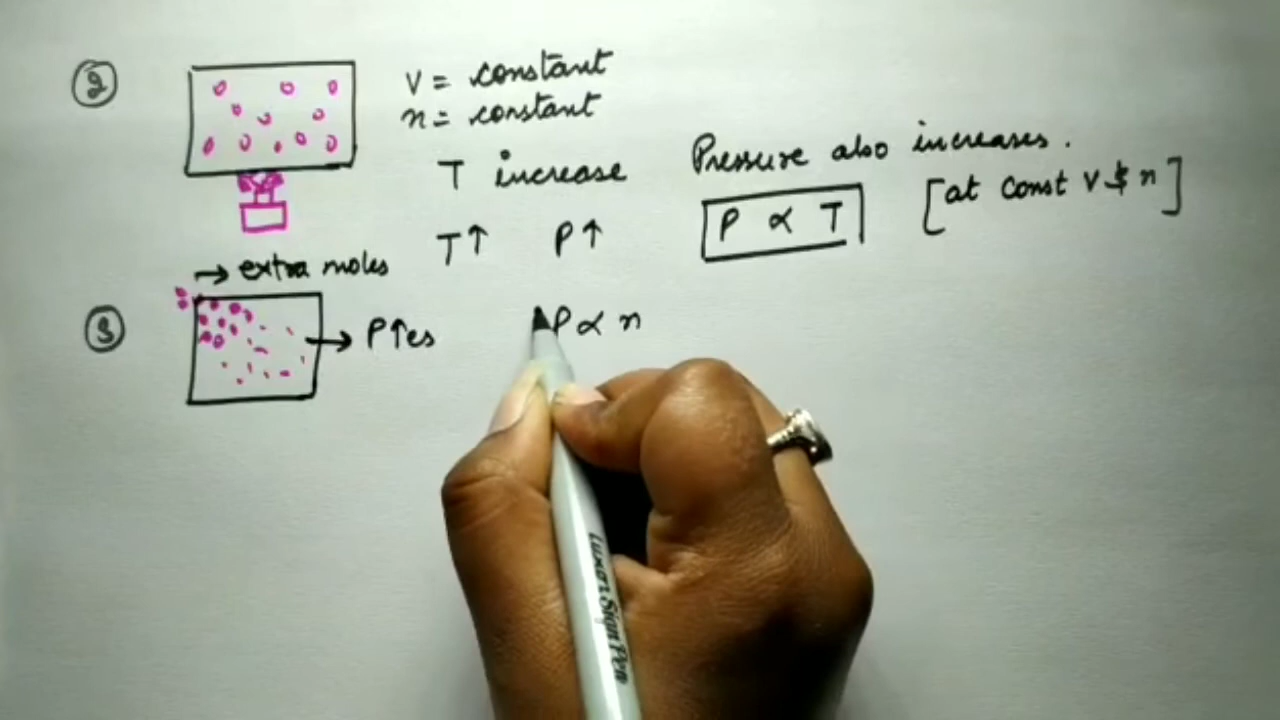 2
V = constant
n = constant
T increase
Pressure also increases.
P ∝ T
[at const V & n]
T↑ P↑
→ extra moles
3
→ P↑es
P ∝ n
Luxor Sign Pen